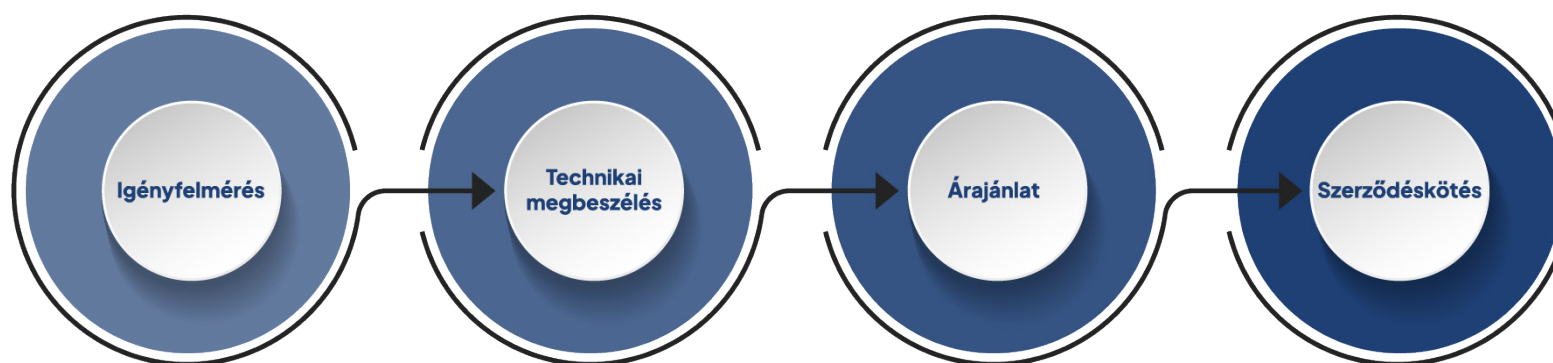 Igényfelmérés
Technikai
megbeszélés
Árajánlat
Szerződéskötés